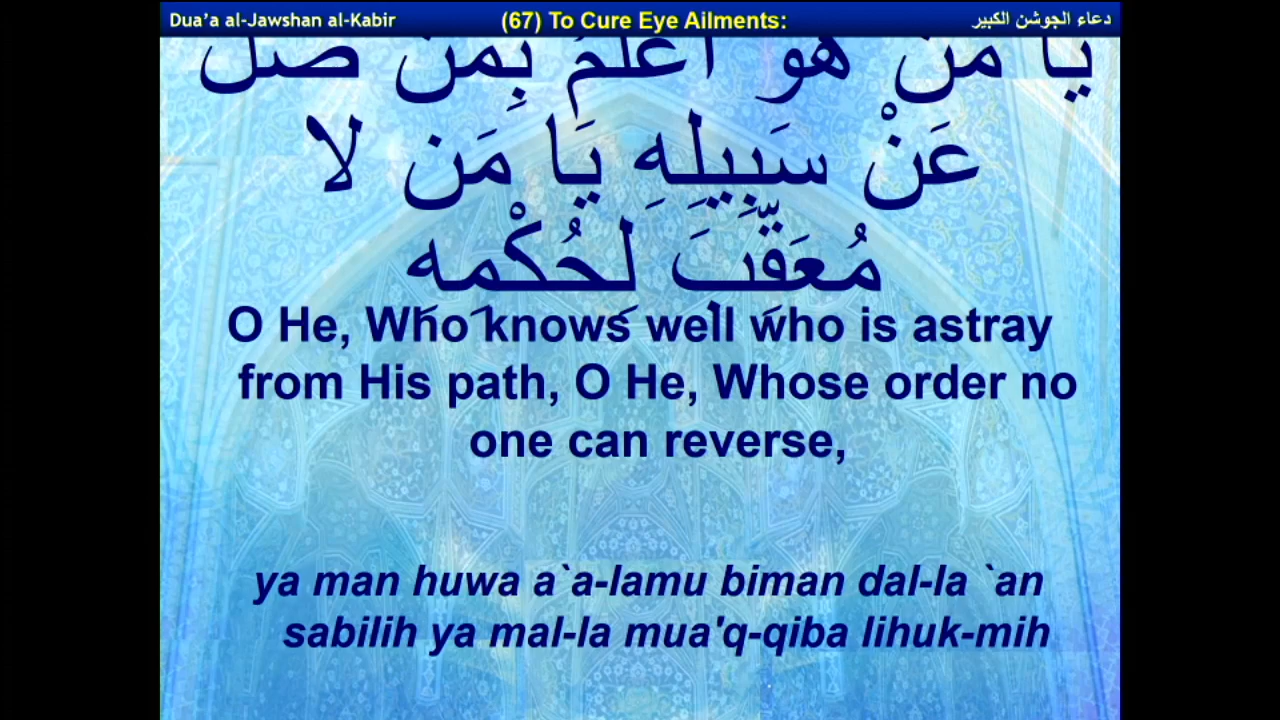 Dua’a al-Jawshan al-Kabir (67) To Cure Eye Ailments: دعاء الجوشن الكبير
يَا مَنْ هُوَ أَعْلَمُ بِمَنْ ضَلَّ
عَنْ سَبِيلِهِ يَا مَن لا
مُعَقِّبَ لِحُكْمِهِ
O He, Who knows well who is astray
from His path, O He, Whose order no
one can reverse,
ya man huwa a`a-lamu biman dal-la `an
sabilih ya mal-la mua'q-qiba lihuk-mih